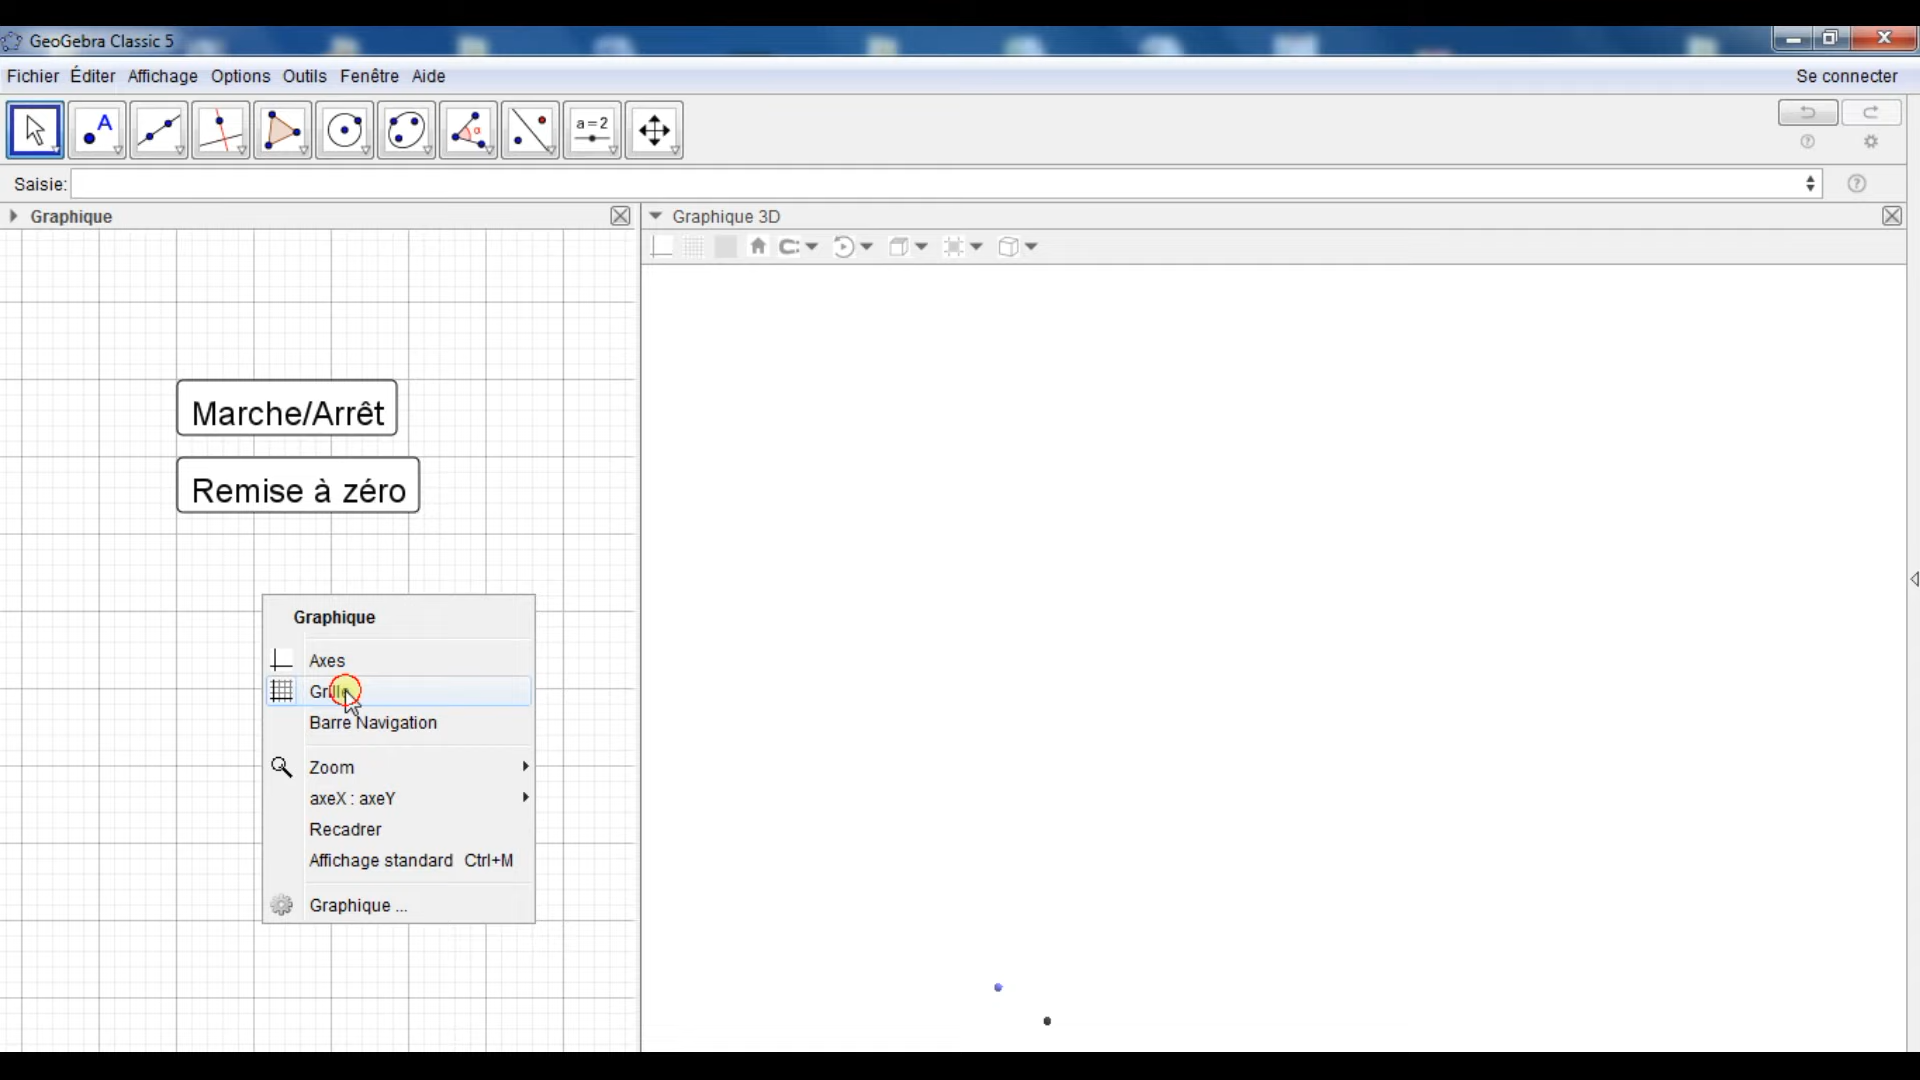 GeoGebra Classic 5
Fichier Éditer Affichage Options Outils Fenêtre Aide
Se connecter
A
α
a=2
Saisie:
Graphique
Graphique 3D
Marche/Arrêt
Remise à zéro
Graphique
Axes
Grille
Barre Navigation
Zoom
axeX : axeY
Recadrer
Affichage standard Ctrl+M
Graphique ...